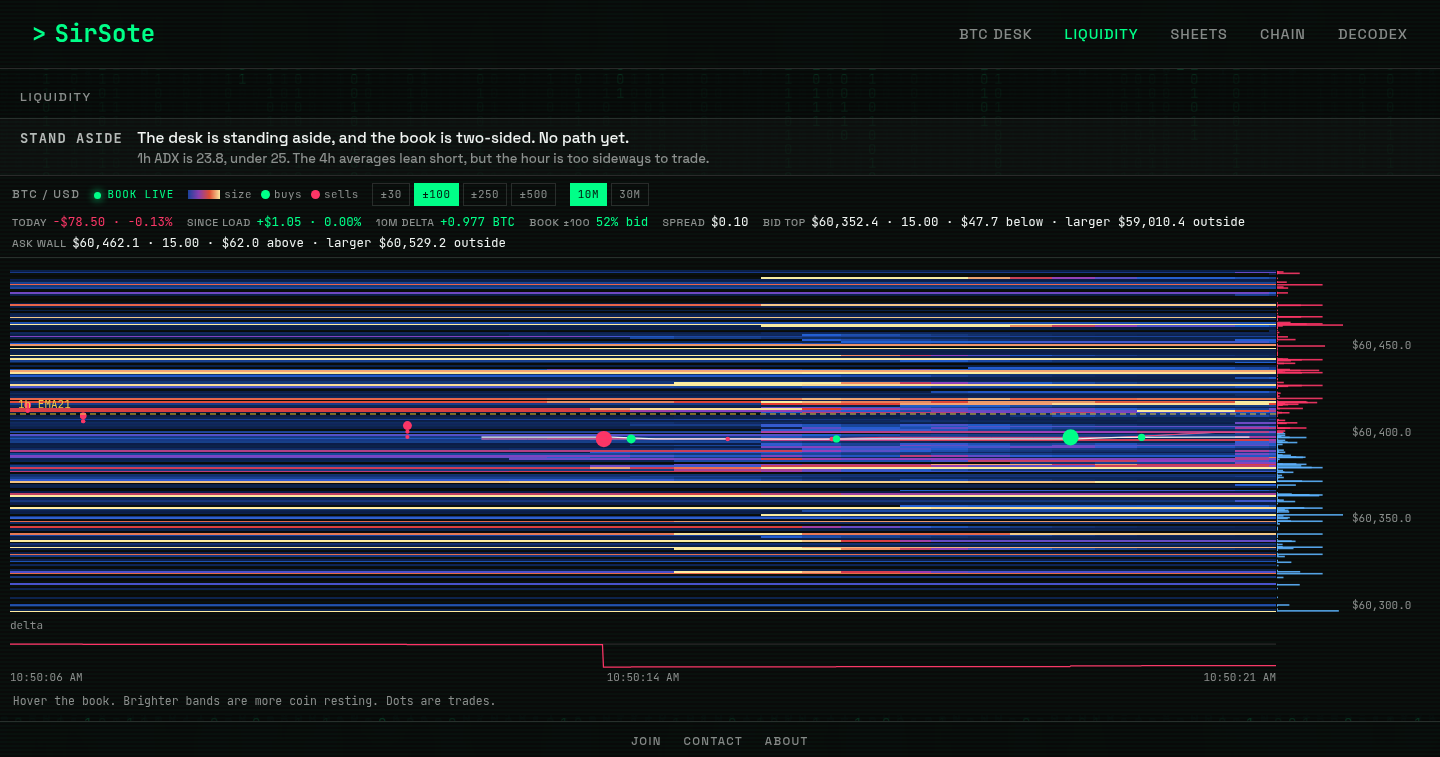 > SirSote
BTC DESK LIQUIDITY SHEETS CHAIN DECODEX
LIQUIDITY
STAND ASIDE The desk is standing aside, and the book is two-sided. No path yet.
1h ADX is 23.8, under 25. The 4h averages lean short, but the hour is too sideways to trade.
BTC / USD BOOK LIVE size buys sells ±30 ±100 ±250 ±500 10M 30M
TODAY -$78.50 · -0.13% SINCE LOAD +$1.05 · 0.00% 10M DELTA +0.977 BTC BOOK ±100 52% bid SPREAD $0.10 BID TOP $60,352.4 · 15.00 · $47.7 below · larger $59,010.4 outside
ASK WALL $60,462.1 · 15.00 · $62.0 above · larger $60,529.2 outside
$60,450.0
1h EMA21
$60,400.0
$60,350.0
$60,300.0
delta
10:50:06 AM 10:50:14 AM 10:50:21 AM
Hover the book. Brighter bands are more coin resting. Dots are trades.
JOIN CONTACT ABOUT